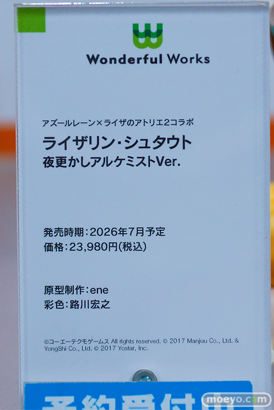 Wonderful Works
アズールレーン×ライザのアトリエ2コラボ
ライザリン・シュタウト
夜更かしアルケミストVer.
発売時期:2026年7月予定
価格:23,980円(税込)
原型制作:ene
彩色:路川宏之
©コーエーテクモゲームス All rights reserved. © 2017 Manjuu Co., Ltd. &
YongShi Co., Ltd. © 2017 Yostar, Inc.
予約受付中
moeyo.com